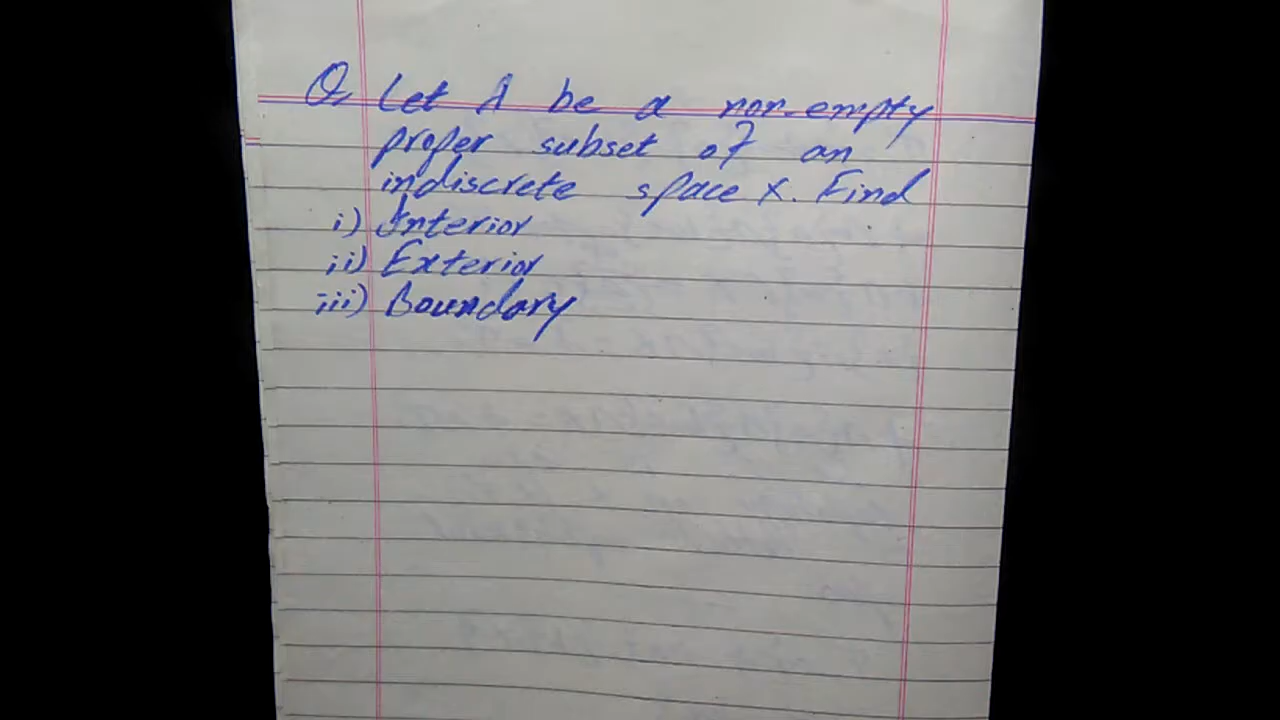 Q, Let A be a non-empty
proper subset of an
indiscrete space X. Find
i) Interior
ii) Exterior
iii) Boundary